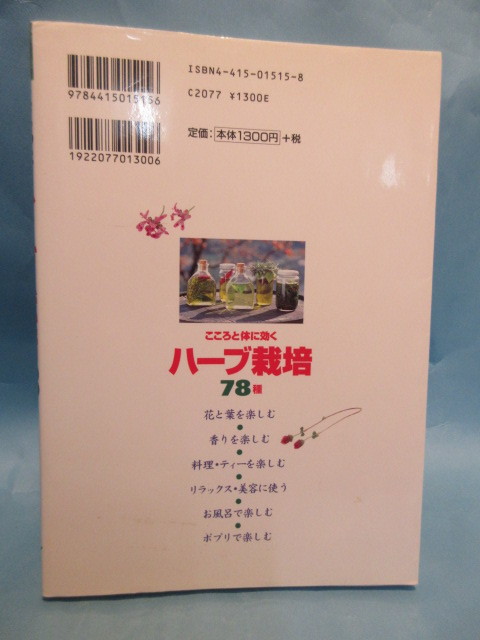 ISBN4-415-01515-8
9784415015156
C2077 ¥1300E
定価：本体1300円＋税
1922077013006
こころと体に効く
ハーブ栽培
78種
花と葉を楽しむ
香りを楽しむ
料理・ティーを楽しむ
リラックス・美容に使う
お風呂で楽しむ
ポプリで楽しむ